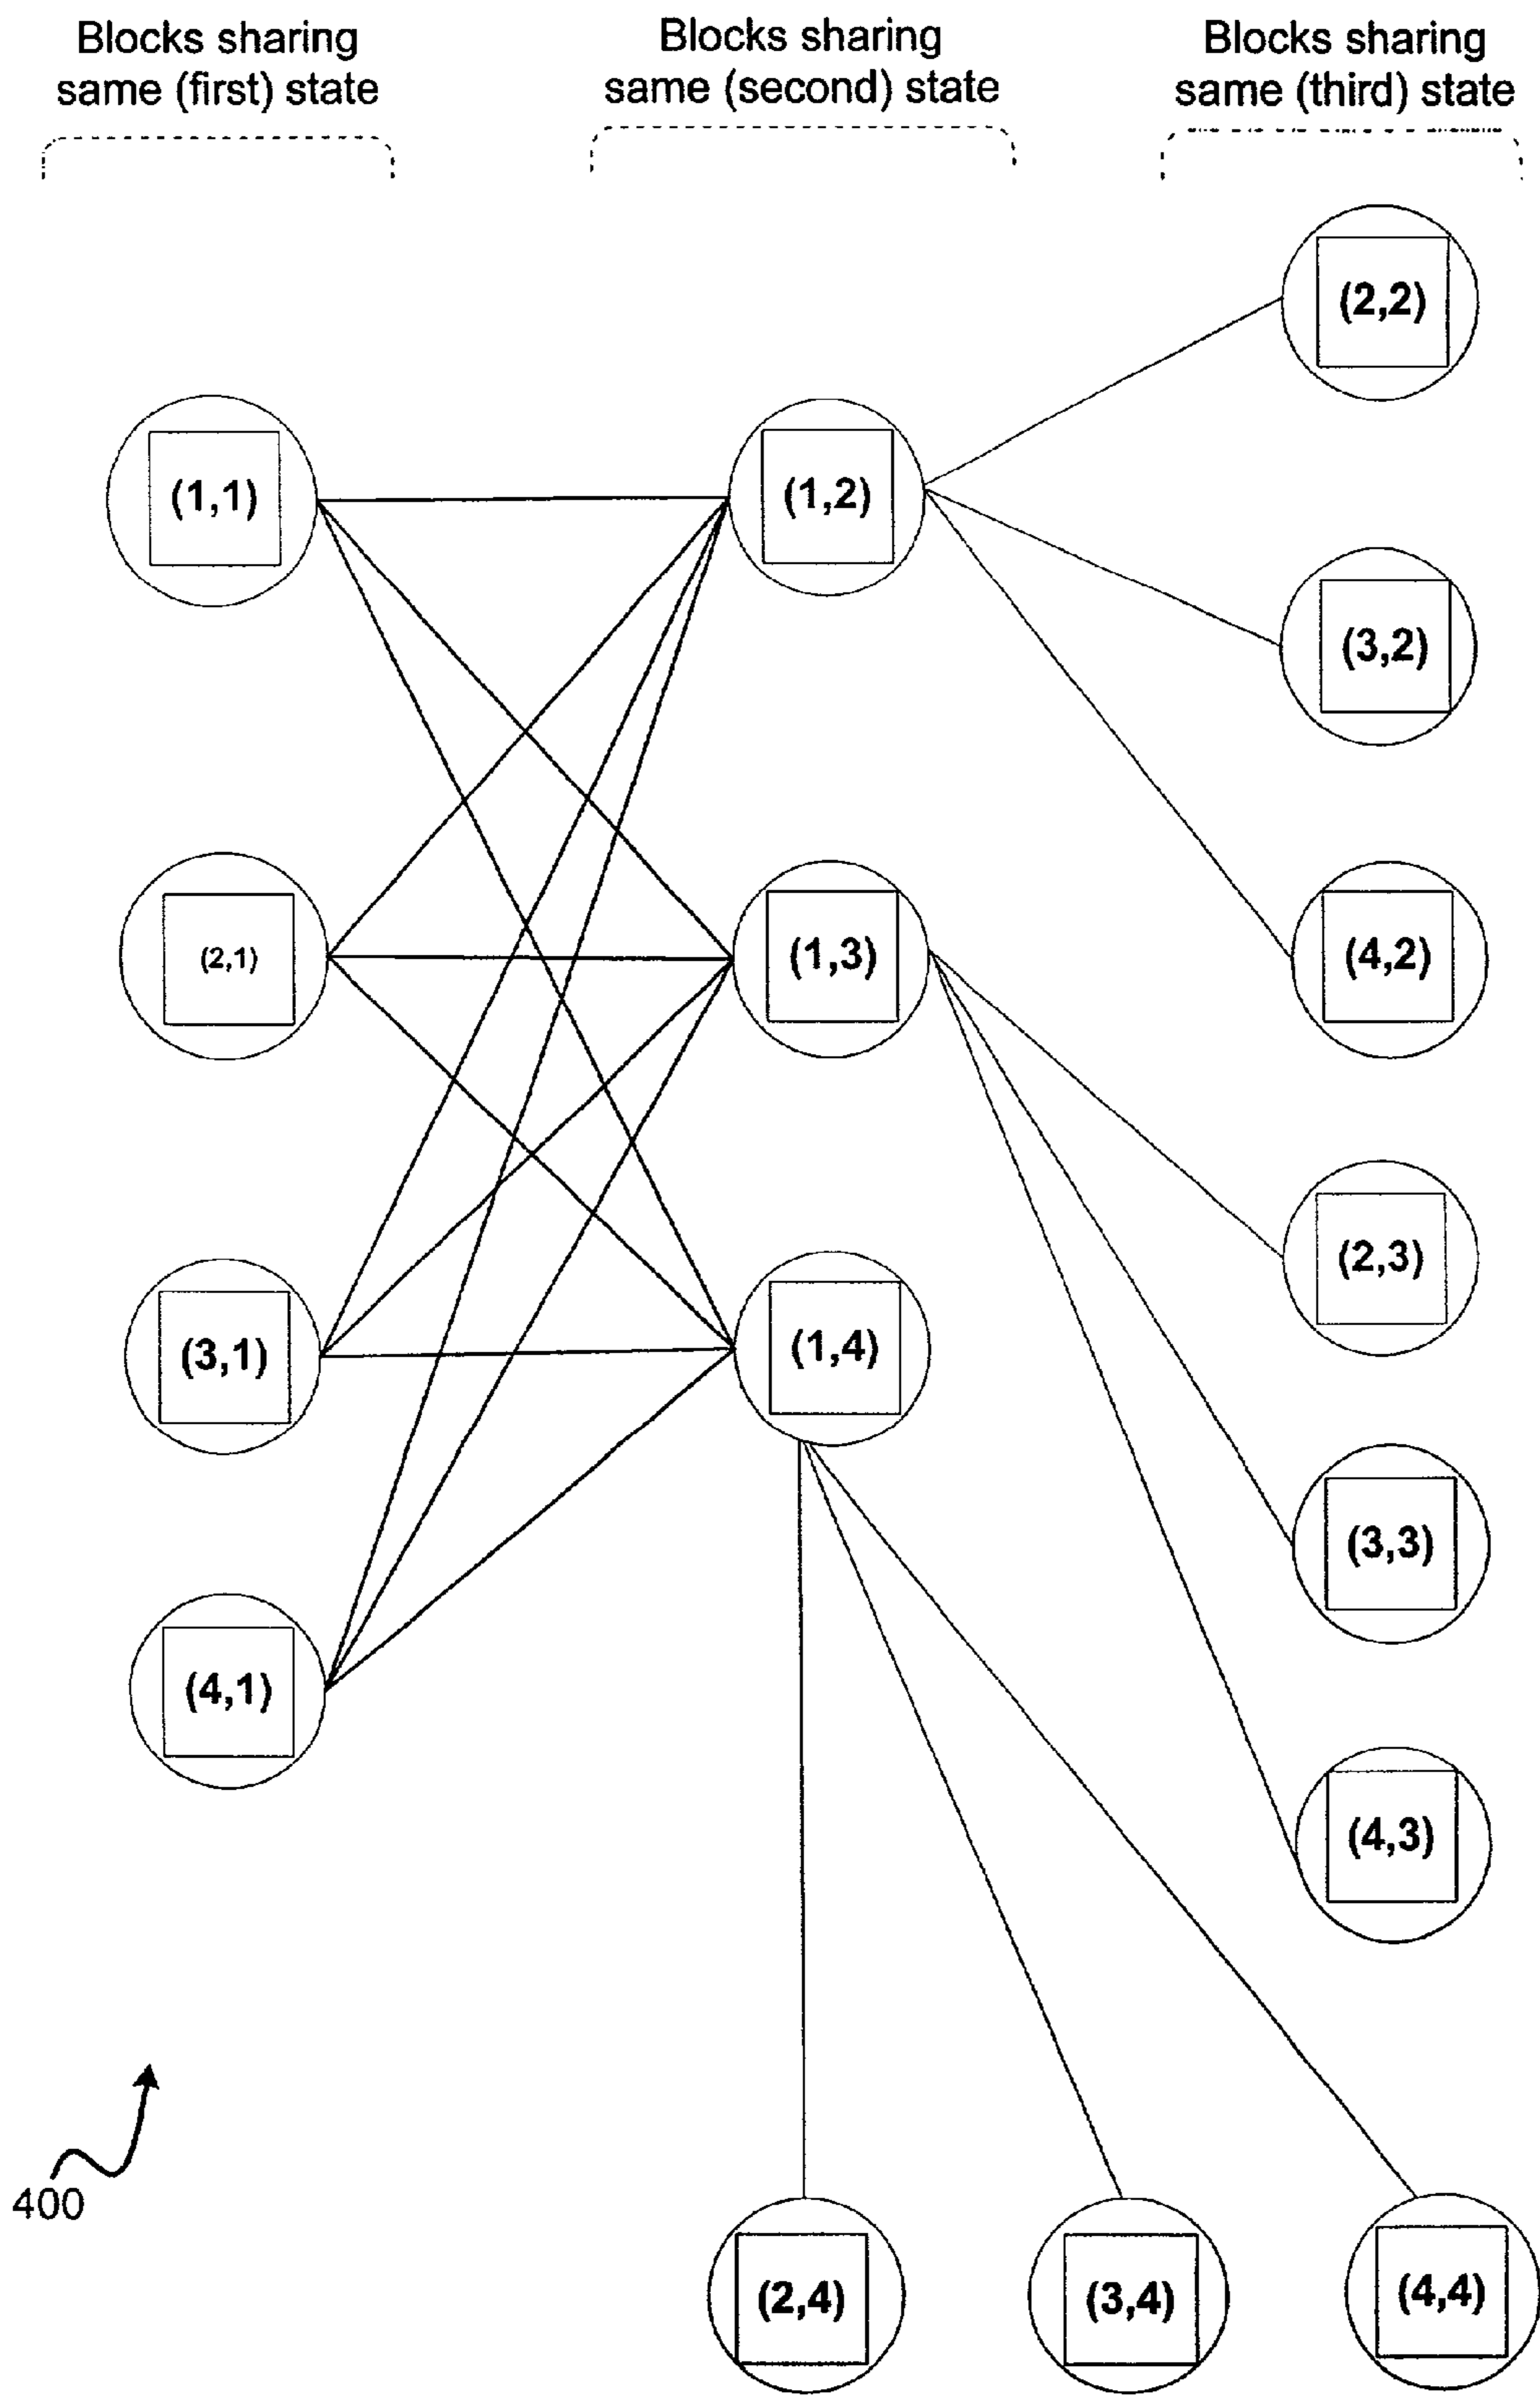 Blocks sharing
same (first) state
Blocks sharing
same (second) state
Blocks sharing
same (third) state
(2,2)
(1,1)
(1,2)
(3,2)
(2,1)
(1,3)
(4,2)
(2,3)
(3,1)
(1,4)
(3,3)
(4,1)
(4,3)
400
(2,4)
(3,4)
(4,4)